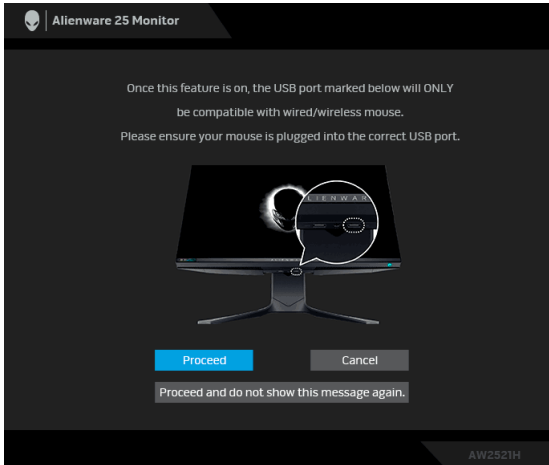 Alienware 25 Monitor
Once this feature is on, the USB port marked below will ONLY
be compatible with wired/wireless mouse.
Please ensure your mouse is plugged into the correct USB port.
LIENWAR
Proceed
Cancel
Proceed and do not show this message again.
AW2521H